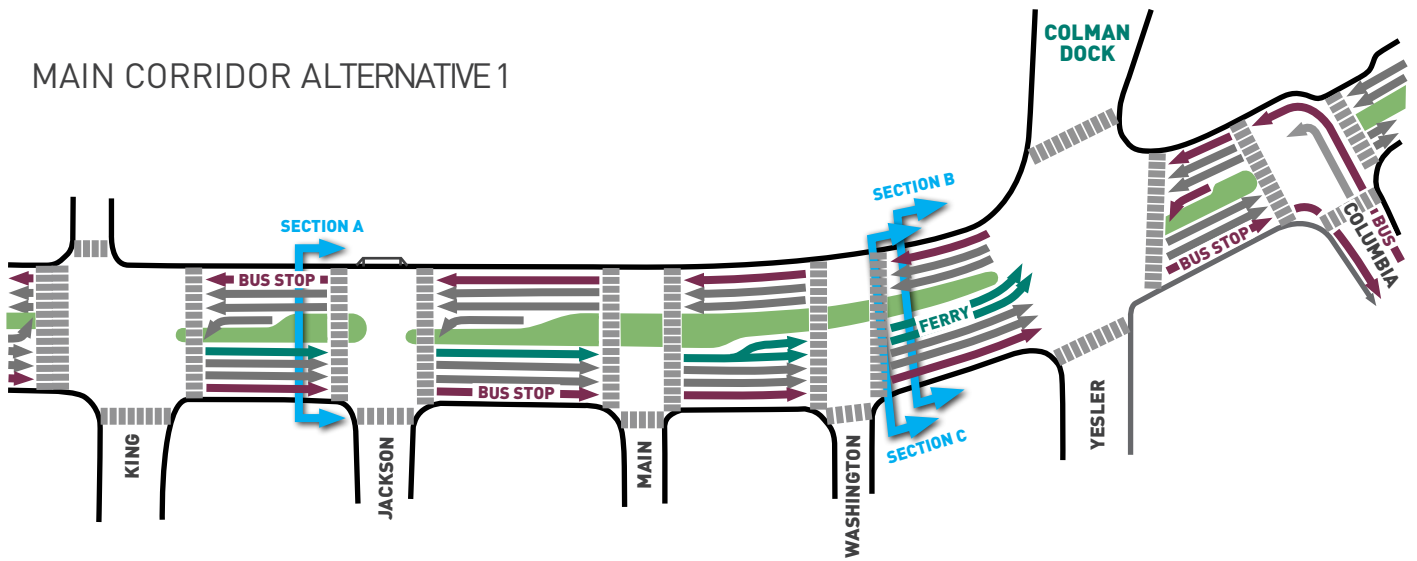 MAIN CORRIDOR ALTERNATIVE 1
COLMAN
DOCK
SECTION A
SECTION B
BUS STOP
FERRY
BUS STOP
BUS STOP
BUS
COLUMBIA
SECTION C
KING
JACKSON
MAIN
WASHINGTON
YESLER